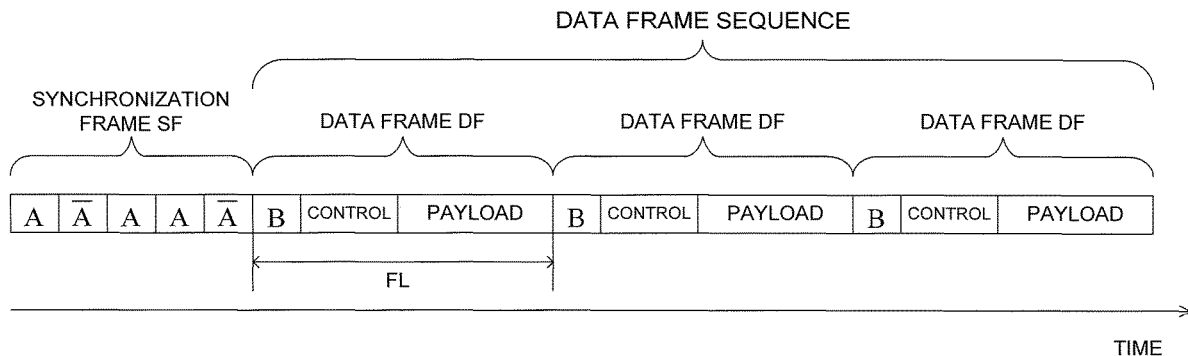 DATA FRAME SEQUENCE
SYNCHRONIZATION
FRAME SF
DATA FRAME DF
DATA FRAME DF
DATA FRAME DF
A A̅ A A A̅ B CONTROL PAYLOAD B CONTROL PAYLOAD B CONTROL PAYLOAD
FL
TIME